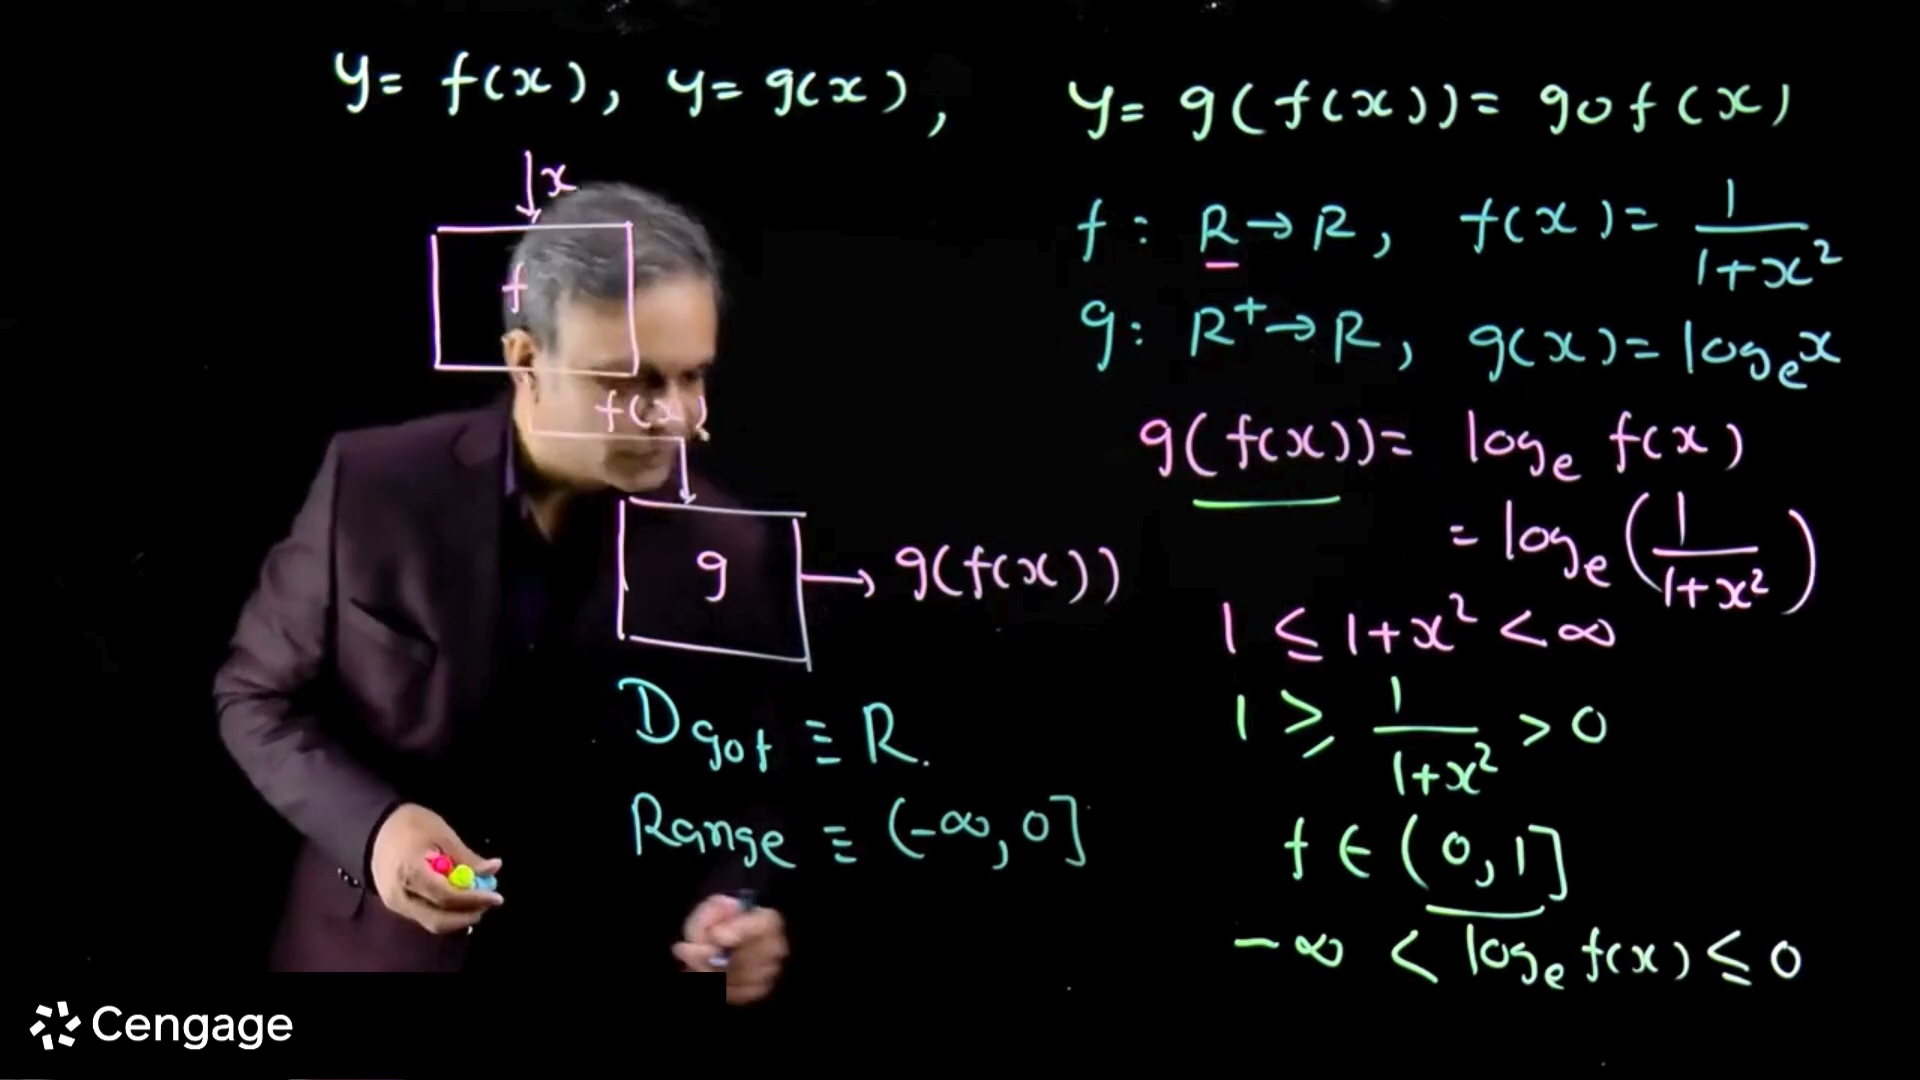 y= f(x), y= g(x), y= g(f(x))= gof(x)
x
f
f(x)
g → g(f(x))
D gof ≡ R.
Range ≡ (-∞, 0]
f: R→R, f(x)= 1/(1+x²)
g: R⁺→R, g(x)= logₑx
g(f(x))= logₑ f(x)
= logₑ(1/(1+x²))
1 ≤ 1+x² < ∞
1 ≥ 1/(1+x²) > 0
f ∈ (0,1]
-∞ < logₑ f(x) ≤ 0
Cengage